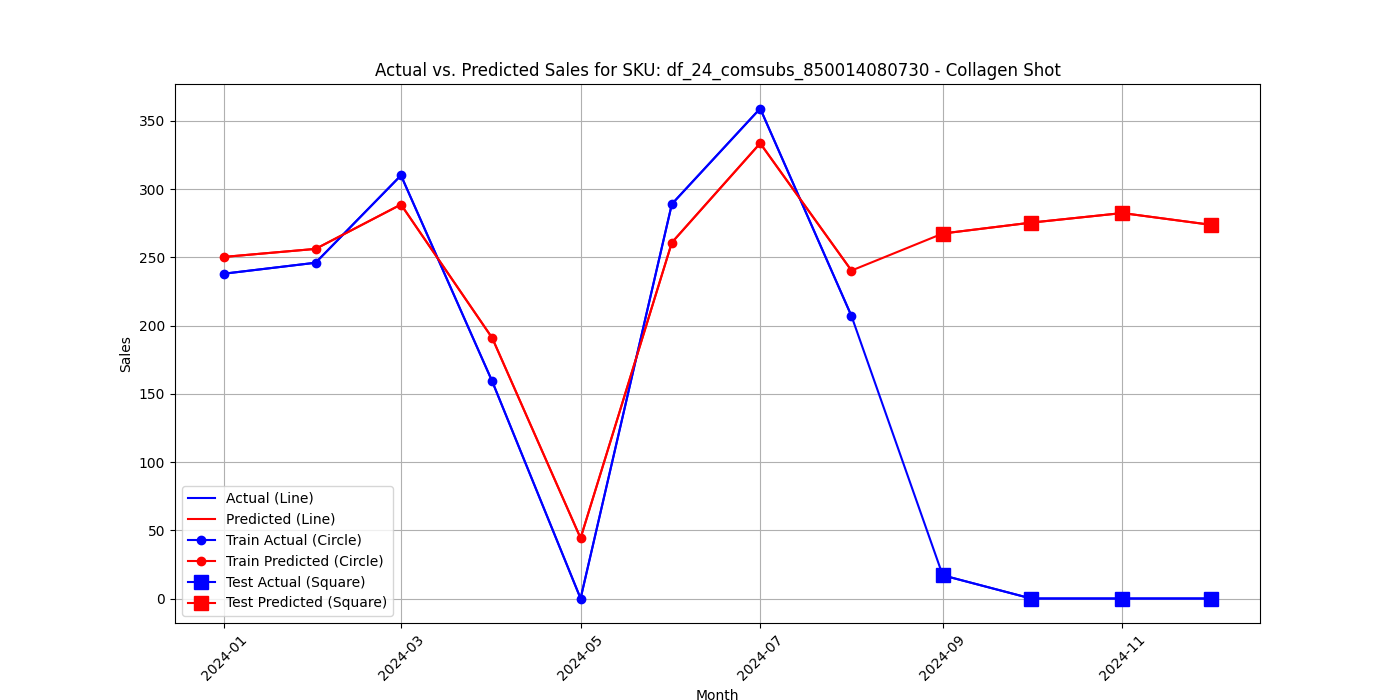 Actual vs. Predicted Sales for SKU: df_24_comsubs_850014080730 - Collagen Shot
350
300
250
200
150
100
50
0
Sales
Actual (Line)
Predicted (Line)
Train Actual (Circle)
Train Predicted (Circle)
Test Actual (Square)
Test Predicted (Square)
2024-01
2024-03
2024-05
2024-07
2024-09
2024-11
Month